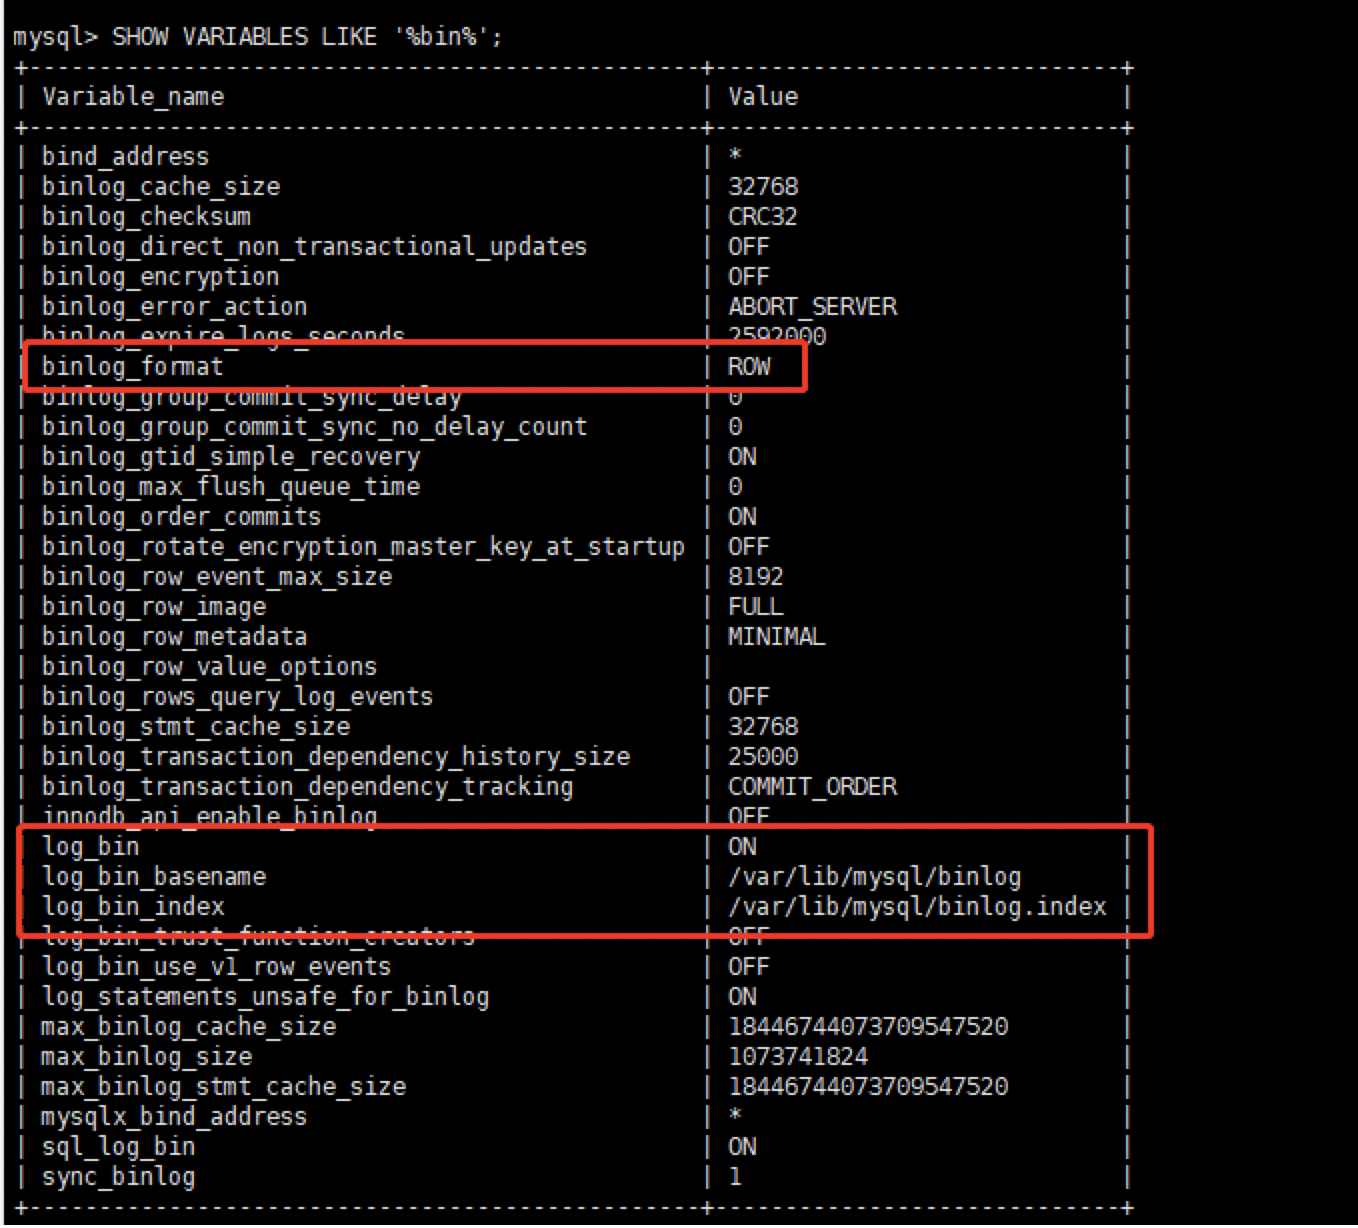 mysql> SHOW VARIABLES LIKE '%bin%';
+------------------------------------------------+-----------------------------+
| Variable_name                                  | Value                       |
+------------------------------------------------+-----------------------------+
| bind_address                                   | *                           |
| binlog_cache_size                              | 32768                       |
| binlog_checksum                                | CRC32                       |
| binlog_direct_non_transactional_updates        | OFF                         |
| binlog_encryption                              | OFF                         |
| binlog_error_action                            | ABORT_SERVER                |
| binlog_expire_logs_seconds                     | 2592000                     |
| binlog_format                                  | ROW                         |
| binlog_group_commit_sync_delay                 | 0                           |
| binlog_group_commit_sync_no_delay_count        | 0                           |
| binlog_gtid_simple_recovery                    | ON                          |
| binlog_max_flush_queue_time                    | 0                           |
| binlog_order_commits                           | ON                          |
| binlog_rotate_encryption_master_key_at_startup | OFF                         |
| binlog_row_event_max_size                      | 8192                        |
| binlog_row_image                               | FULL                        |
| binlog_row_metadata                            | MINIMAL                     |
| binlog_row_value_options                       |                             |
| binlog_rows_query_log_events                   | OFF                         |
| binlog_stmt_cache_size                         | 32768                       |
| binlog_transaction_dependency_history_size     | 25000                       |
| binlog_transaction_dependency_tracking         | COMMIT_ORDER                |
| innodb_api_enable_binlog                       | OFF                         |
| log_bin                                        | ON                          |
| log_bin_basename                               | /var/lib/mysql/binlog       |
| log_bin_index                                  | /var/lib/mysql/binlog.index |
| log_bin_trust_function_creators                | OFF                         |
| log_bin_use_v1_row_events                      | OFF                         |
| log_statements_unsafe_for_binlog               | ON                          |
| max_binlog_cache_size                          | 18446744073709547520        |
| max_binlog_size                                | 1073741824                  |
| max_binlog_stmt_cache_size                     | 18446744073709547520        |
| mysqlx_bind_address                            | *                           |
| sql_log_bin                                    | ON                          |
| sync_binlog                                    | 1                           |
+------------------------------------------------+-----------------------------+